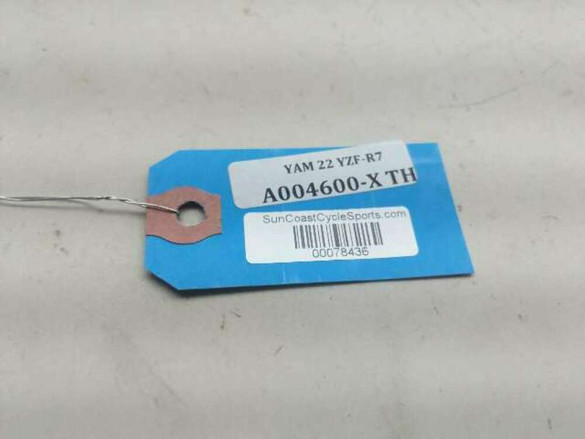 YAM 22 YZF-R7
A004600-X TH
SunCoastCycleSports.com
00078436